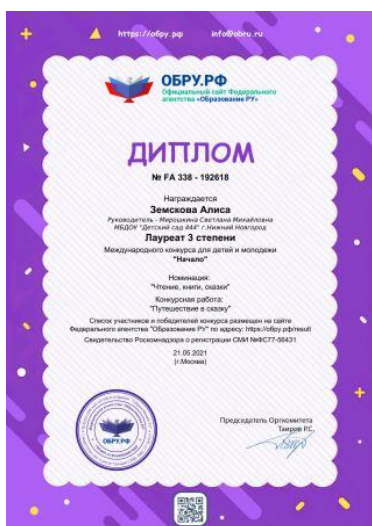 https://обру.рф info@obru.ru
ОБРУ.РФ
Официальный сайт Федерального
агентства «Образование РУ»
ДИПЛОМ
№ FA 338 - 192618
Награждается
Земскова Алиса
Руководитель - Мирошкина Светлана Михайловна
МБДОУ "Детский сад 444" г.Нижний Новгород
Лауреат 3 степени
Международного конкурса для детей и молодежи
"Начало"
Номинация:
"Чтение, книги, сказки"
Конкурсная работа:
"Путешествие в сказку"
Список участников и победителей конкурса размещен на сайте
Федерального агентства "Образование РУ" по адресу: https://обру.рф/result
Свидетельство Роскомнадзора о регистрации СМИ №ФС77-56431
21.05.2021
(г.Москва)
Председатель Оргкомитета
Таиров Р.С.
ОБРУ.РФ